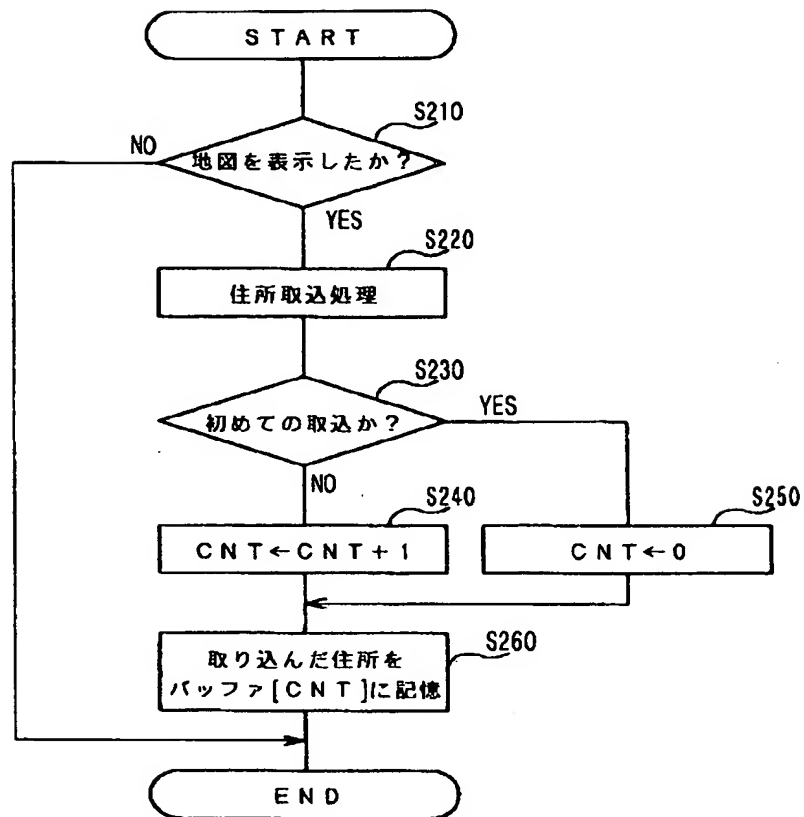 START
S210
NO
地図を表示したか？
YES
S220
住所取込処理
S230
初めての取込か？
YES
NO
S240
CNT←CNT+1
S250
CNT←0
S260
取り込んだ住所を
バッファ[CNT]に記憶
END